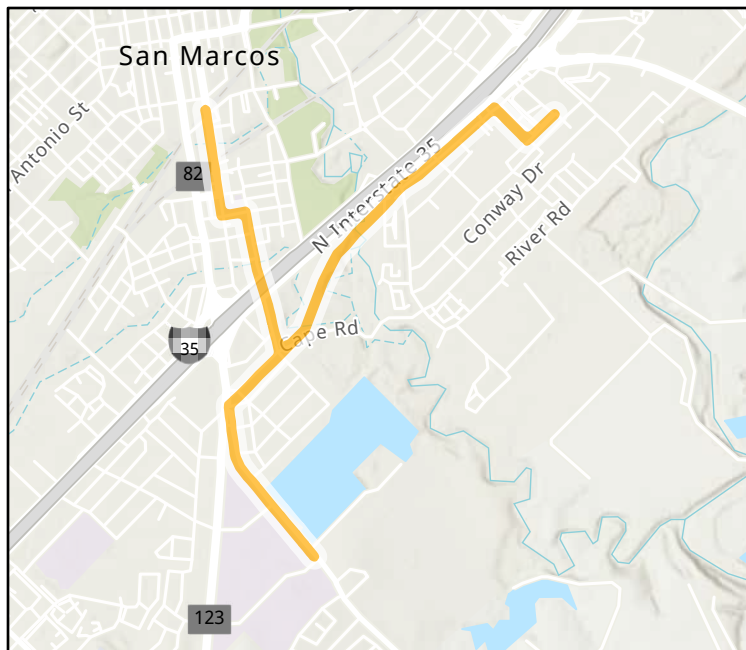 San Marcos
Antonio St
82
N Interstate 35
Conway Dr
River Rd
Cape Rd
35
123